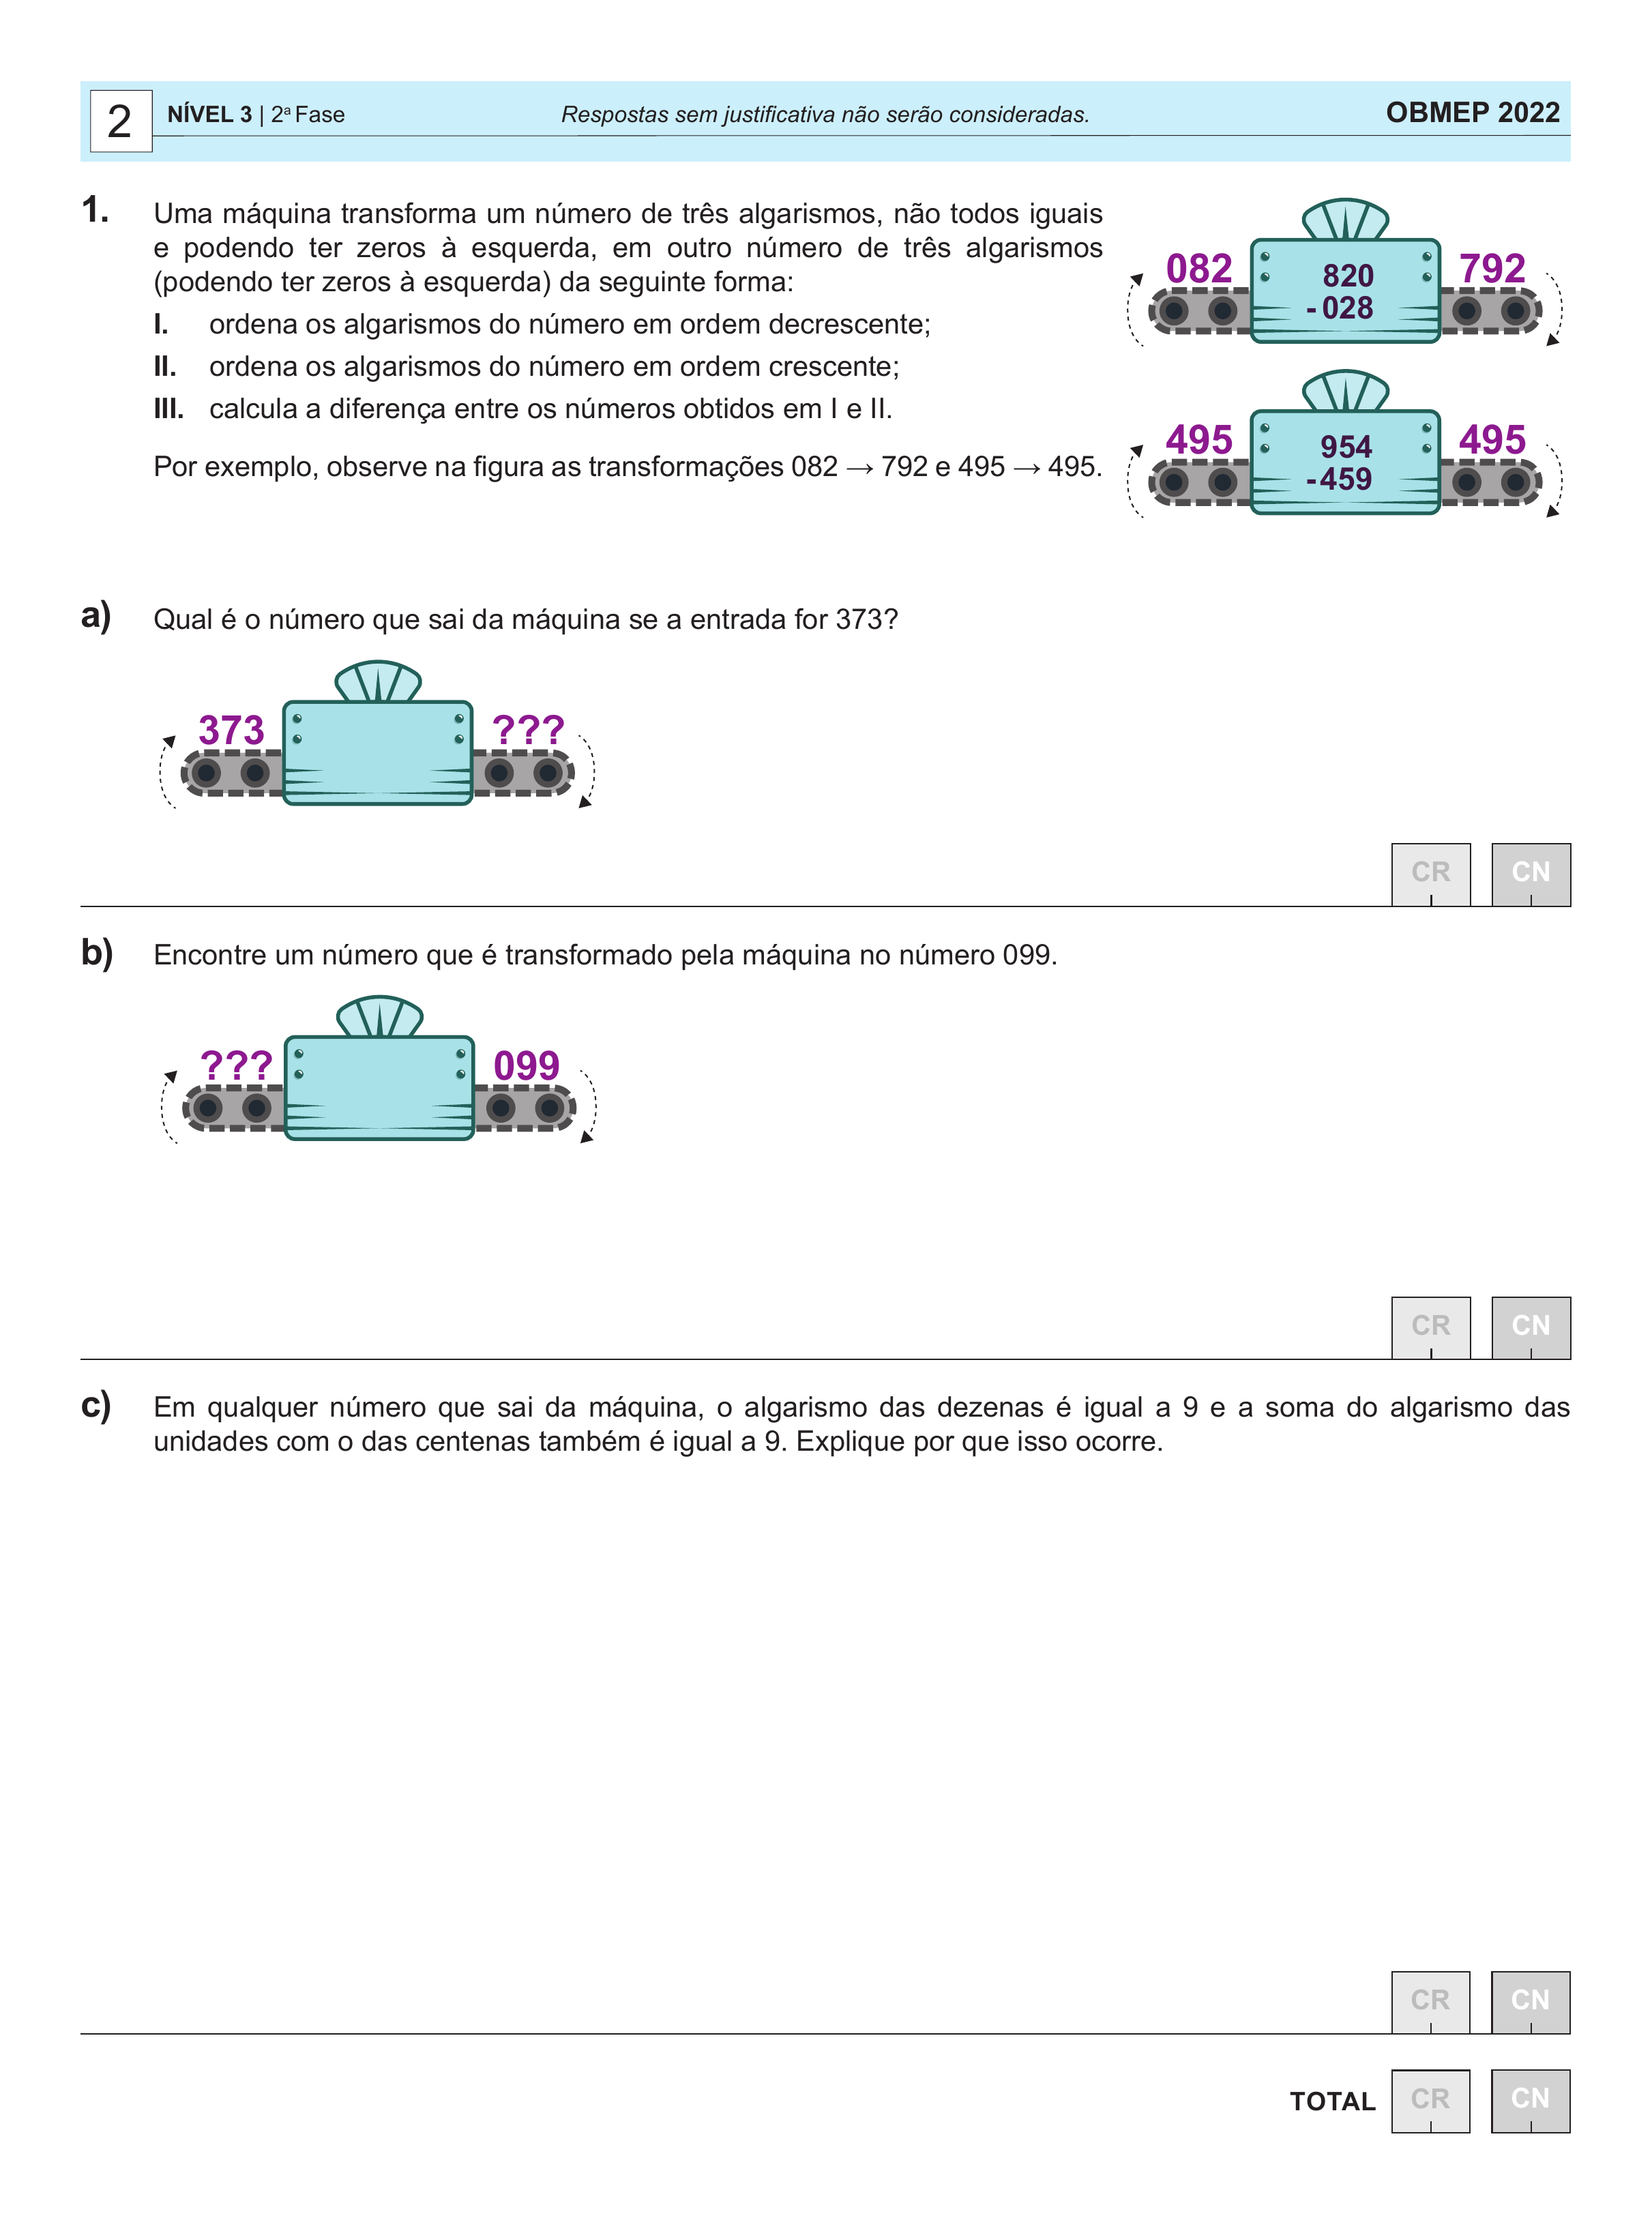 2
NÍVEL 3 | 2ª Fase
Respostas sem justificativa não serão consideradas.
OBMEP 2022
1.
Uma máquina transforma um número de três algarismos, não todos iguais
e podendo ter zeros à esquerda, em outro número de três algarismos
(podendo ter zeros à esquerda) da seguinte forma:
I. ordena os algarismos do número em ordem decrescente;
II. ordena os algarismos do número em ordem crescente;
III. calcula a diferença entre os números obtidos em I e II.
Por exemplo, observe na figura as transformações 082 → 792 e 495 → 495.
082
820
-028
792
495
954
-459
495
a) Qual é o número que sai da máquina se a entrada for 373?
373
???
CR
CN
b) Encontre um número que é transformado pela máquina no número 099.
???
099
CR
CN
c) Em qualquer número que sai da máquina, o algarismo das dezenas é igual a 9 e a soma do algarismo das
unidades com o das centenas também é igual a 9. Explique por que isso ocorre.
CR
CN
TOTAL
CR
CN